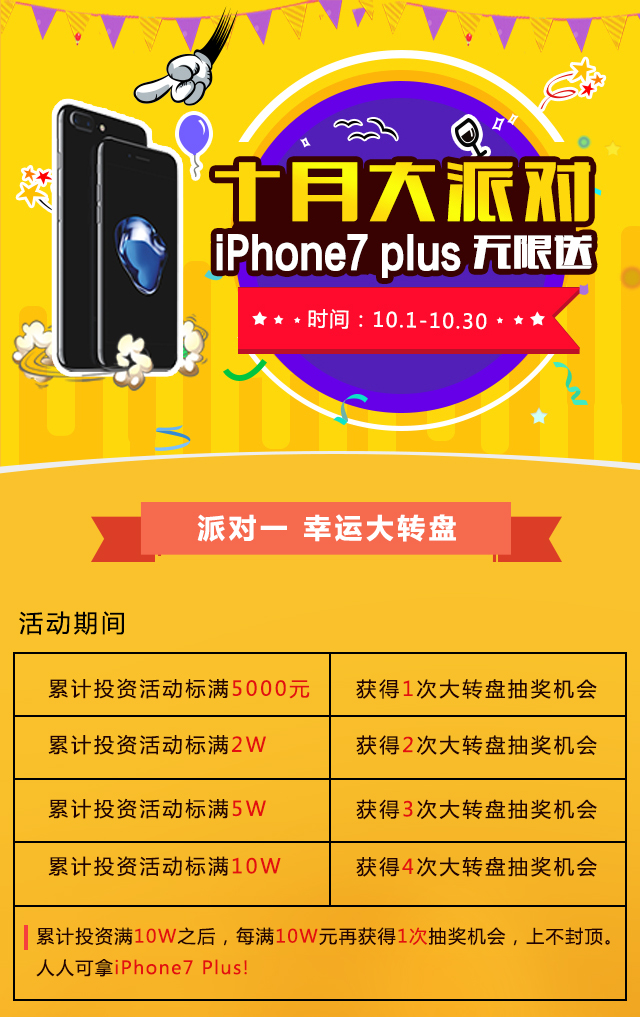 十月大派对
iPhone7 plus 无限送
时间：10.1-10.30
派对一 幸运大转盘
活动期间
累计投资活动标满5000元 获得1次大转盘抽奖机会
累计投资活动标满2W 获得2次大转盘抽奖机会
累计投资活动标满5W 获得3次大转盘抽奖机会
累计投资活动标满10W 获得4次大转盘抽奖机会
累计投资满10W之后，每满10W元再获得1次抽奖机会，上不封顶。
人人可拿iPhone7 Plus!